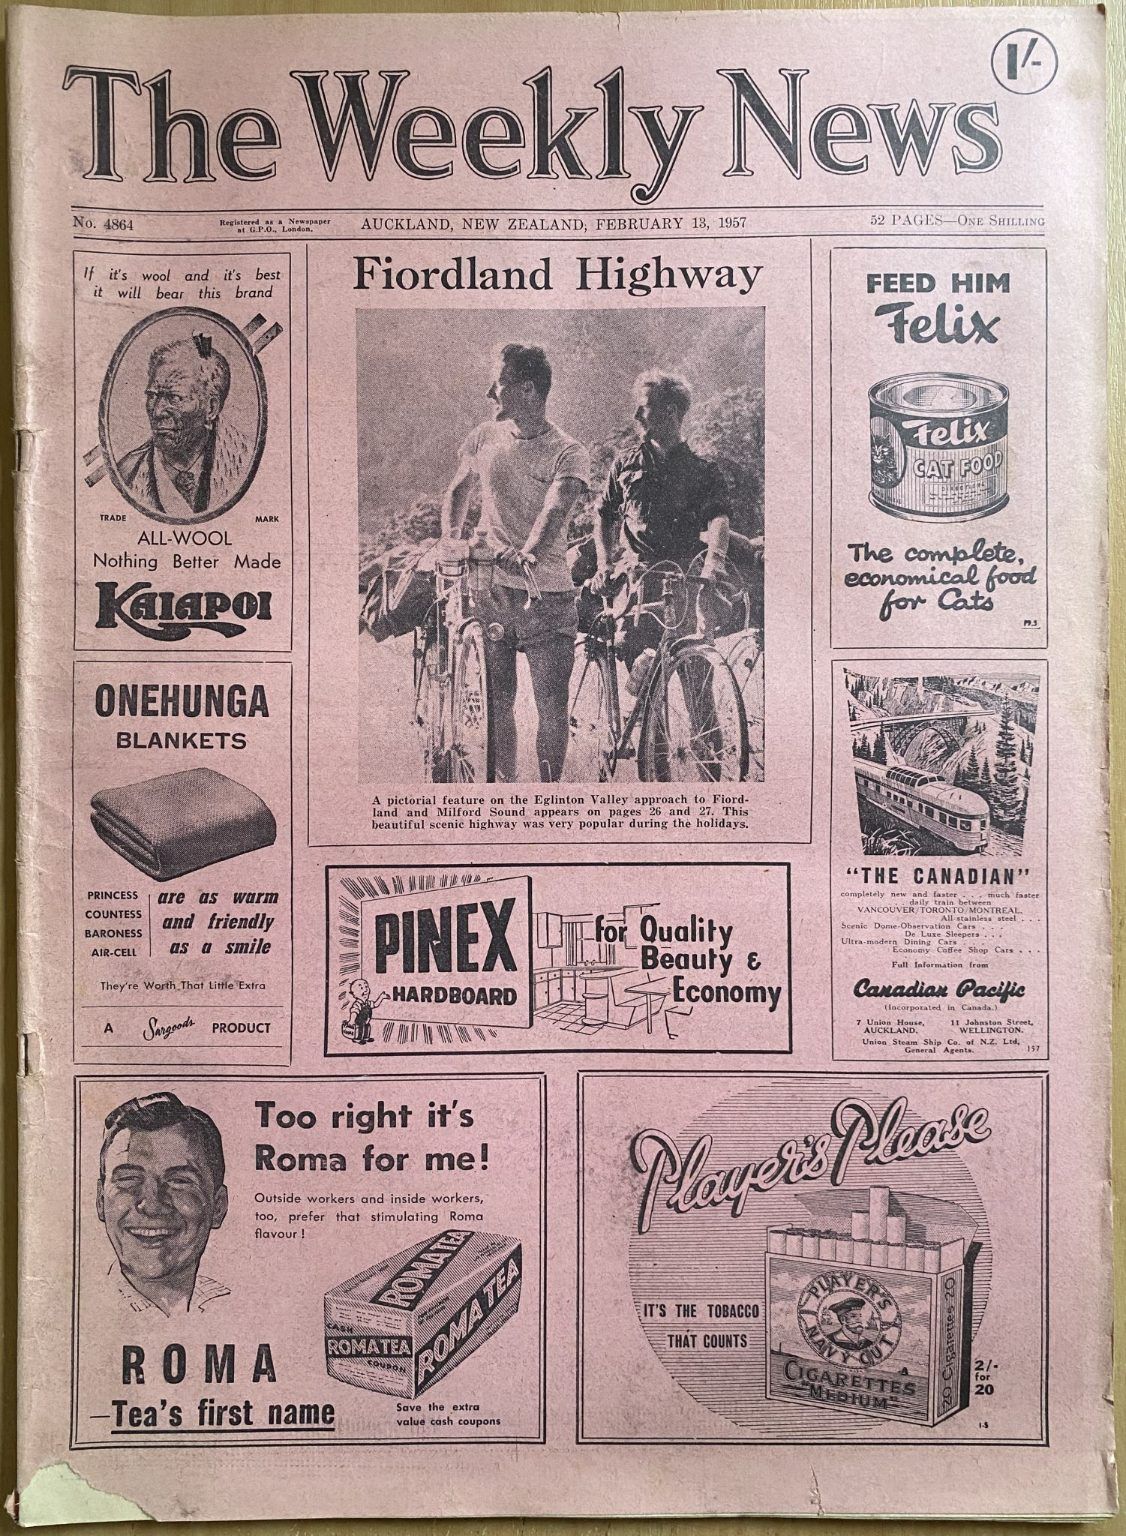 1/-
The Weekly News
No. 4864
Registered as a Newspaper
at G.P.O., London.
AUCKLAND, NEW ZEALAND, FEBRUARY 13, 1957
52 PAGES—ONE SHILLING
If it's wool and it's best
it will bear this brand
TRADE MARK
ALL-WOOL
Nothing Better Made
KAIAPOI
Fiordland Highway
A pictorial feature on the Eglinton Valley approach to Fiord-
land and Milford Sound appears on pages 26 and 27. This
beautiful scenic highway was very popular during the holidays.
FEED HIM
Felix
Felix
CAT FOOD
The complete,
economical food
for Cats
F9.3
ONEHUNGA
BLANKETS
PRINCESS
COUNTESS
BARONESS
AIR-CELL
are as warm
and friendly
as a smile
They're Worth That Little Extra
A Sargoods PRODUCT
PINEX
HARDBOARD
for Quality
Beauty &
Economy
"THE CANADIAN"
completely new and faster . . . much faster
. . . daily train between
VANCOUVER/TORONTO/MONTREAL.
All-stainless steel . . .
Scenic Dome-Observation Cars . . .
De Luxe Sleepers . . .
Ultra-modern Dining Cars . . .
Economy Coffee Shop Cars . . .
Full Information from
Canadian Pacific
(Incorporated in Canada.)
7 Union House,
AUCKLAND.
11 Johnston Street,
WELLINGTON.
Union Steam Ship Co. of N.Z. Ltd,
General Agents.
157
Too right it's
Roma for me!
Outside workers and inside workers,
too, prefer that stimulating Roma
flavour!
ROMA TEA
ROMA TEA
CASH
ROMA TEA
COUPON
ROMA
—Tea's first name
Save the extra
value cash coupons
Player's Please
IT'S THE TOBACCO
THAT COUNTS
PLAYER'S
NAVY CUT
CIGARETTES
"MEDIUM"
20 Cigarettes 20
2/-
for
20
1-5